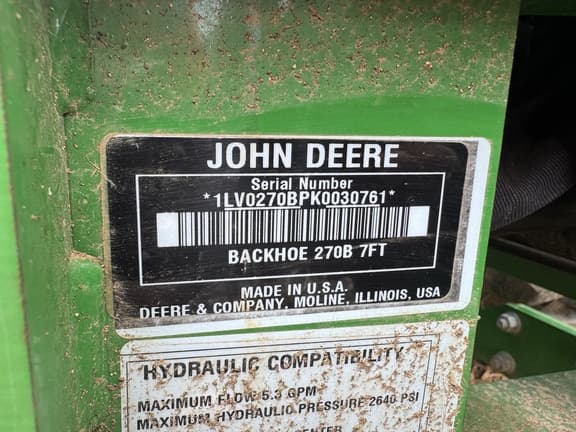 JOHN DEERE
Serial Number
*1LV0270BPK0030761*
BACKHOE 270B 7FT
MADE IN U.S.A.
DEERE & COMPANY, MOLINE, ILLINOIS, USA
HYDRAULIC COMPATIBILITY
MAXIMUM FLOW 5.3 GPM
MAXIMUM HYDRAULIC PRESSURE 2640 PSI
CENTER